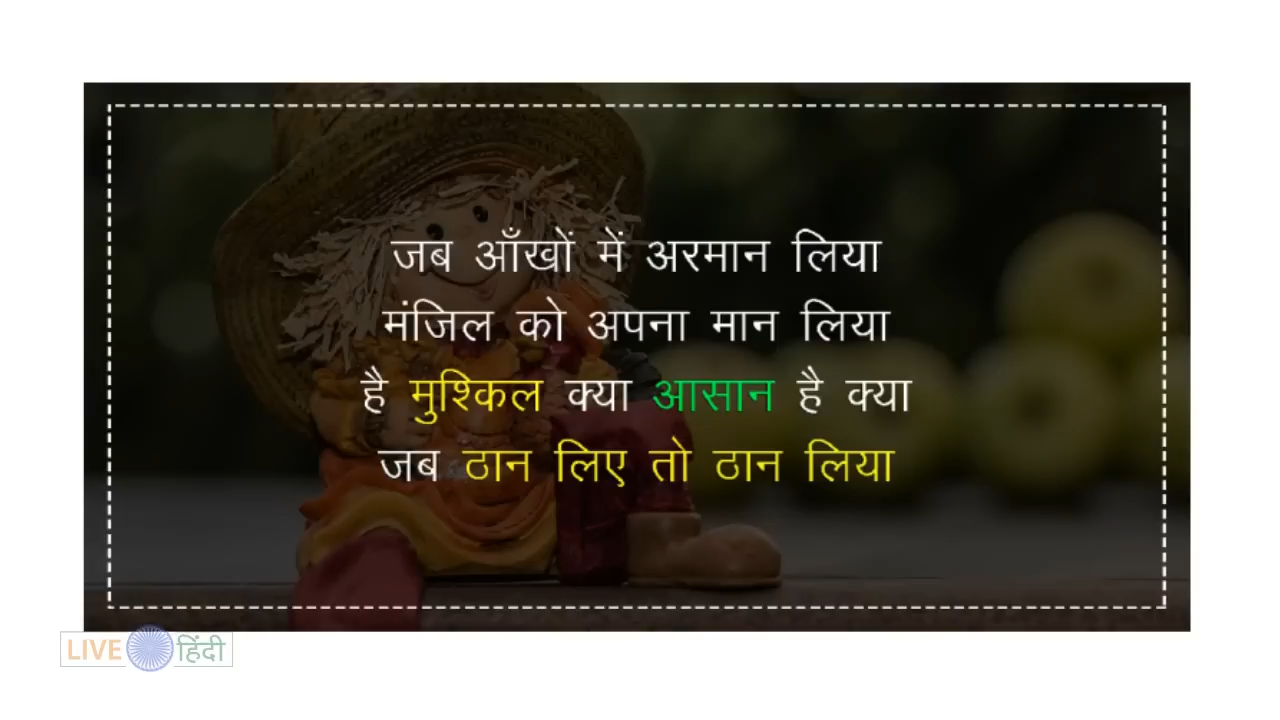 जब आँखों में अरमान लिया
मंजिल को अपना मान लिया
है मुश्किल क्या आसान है क्या
जब ठान लिए तो ठान लिया
LIVE हिंदी